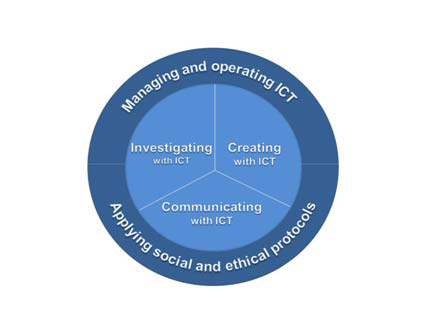 Managing and operating ICT
Investigating
with ICT
Creating
with ICT
Communicating
with ICT
Applying social and ethical protocols